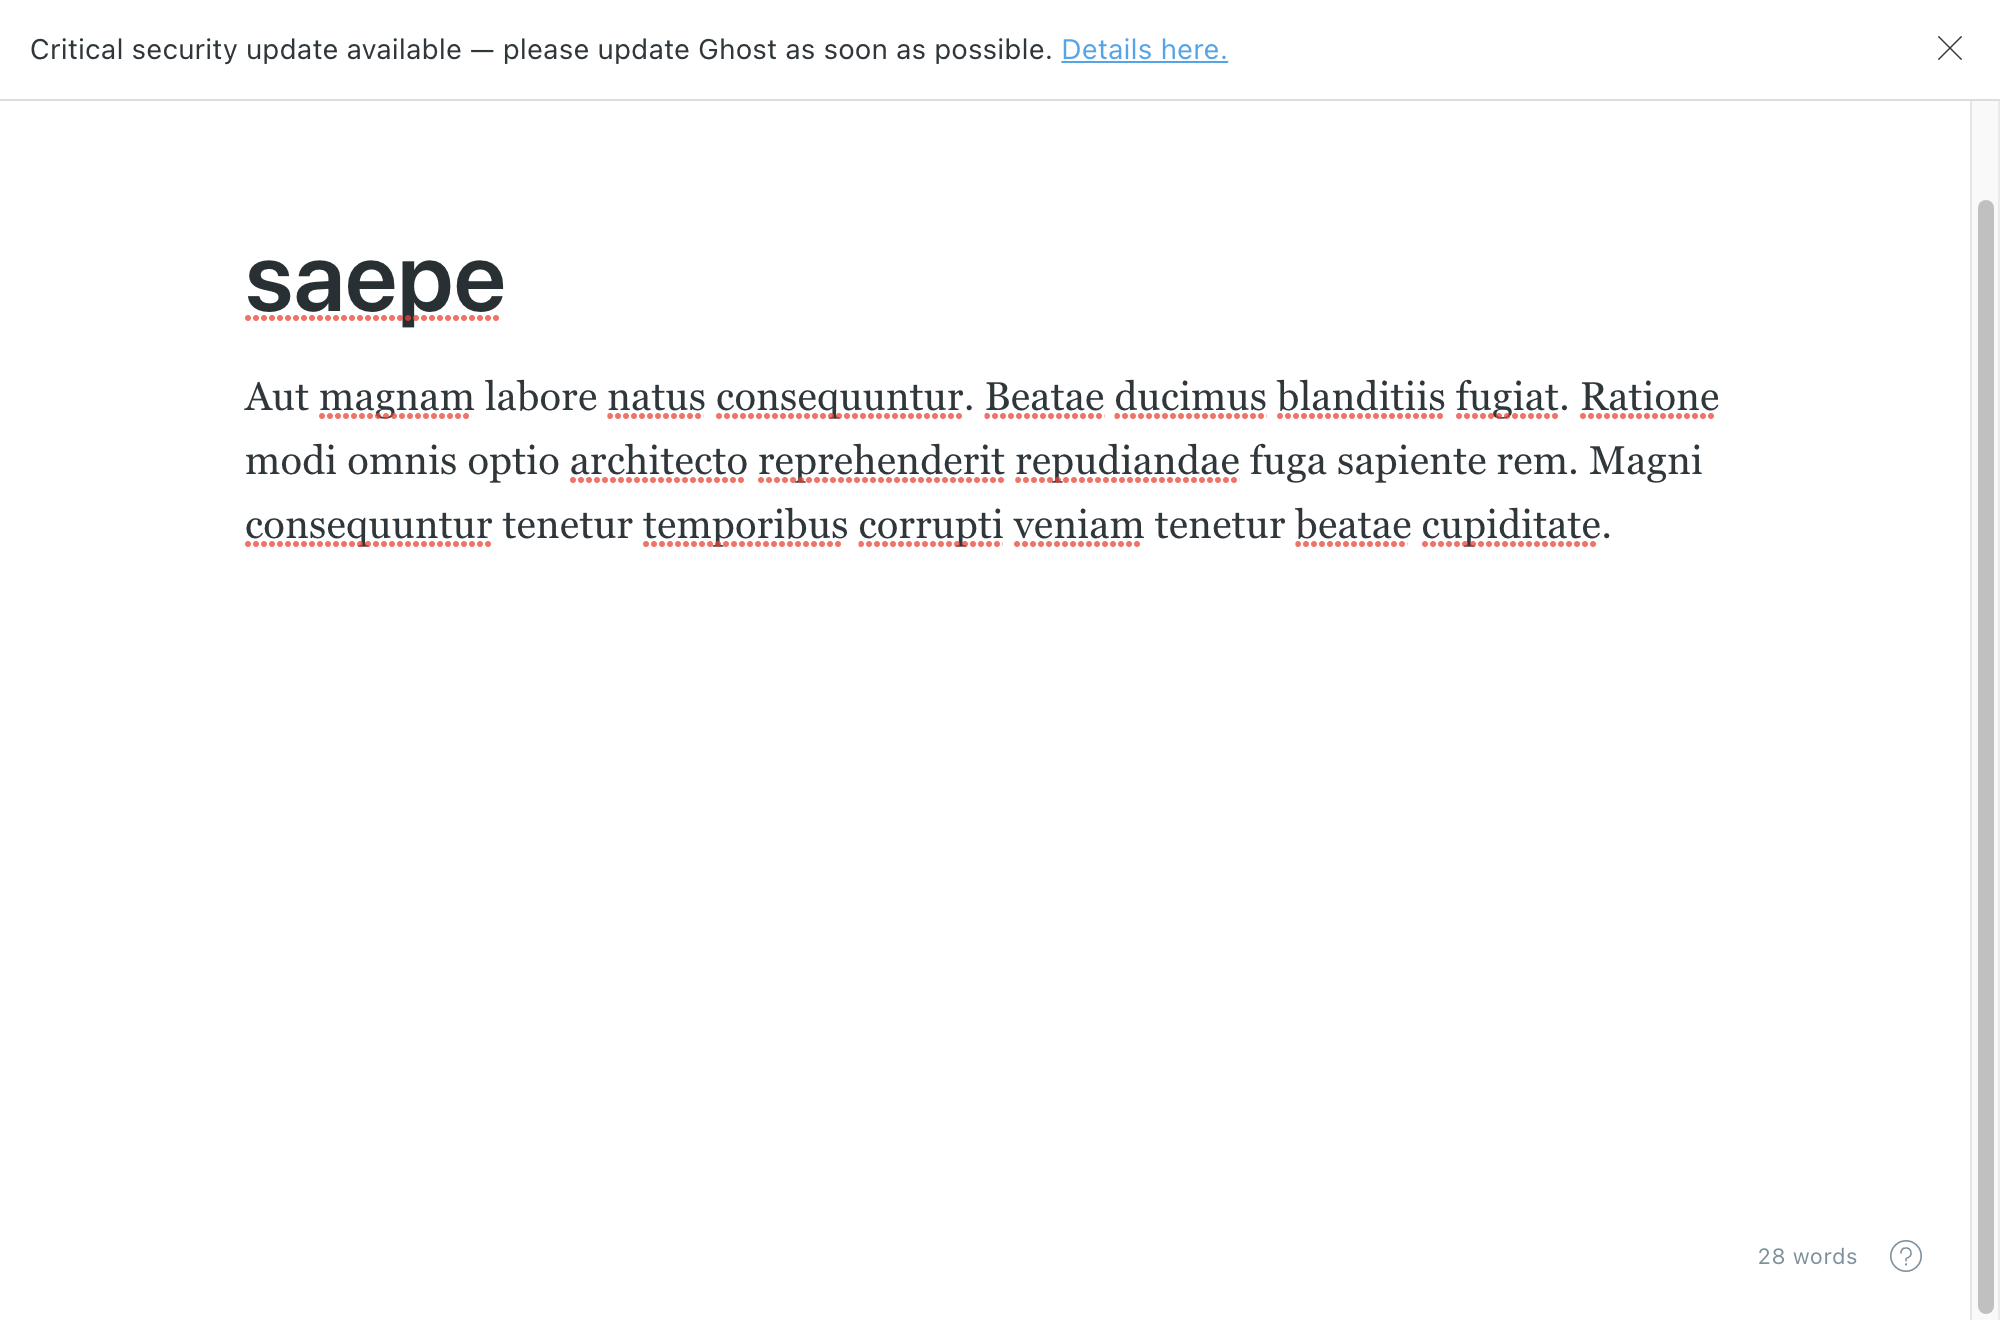 Critical security update available — please update Ghost as soon as possible. Details here.
saepe
Aut magnam labore natus consequuntur. Beatae ducimus blanditiis fugiat. Ratione
modi omnis optio architecto reprehenderit repudiandae fuga sapiente rem. Magni
consequuntur tenetur temporibus corrupti veniam tenetur beatae cupiditate.
28 words ?